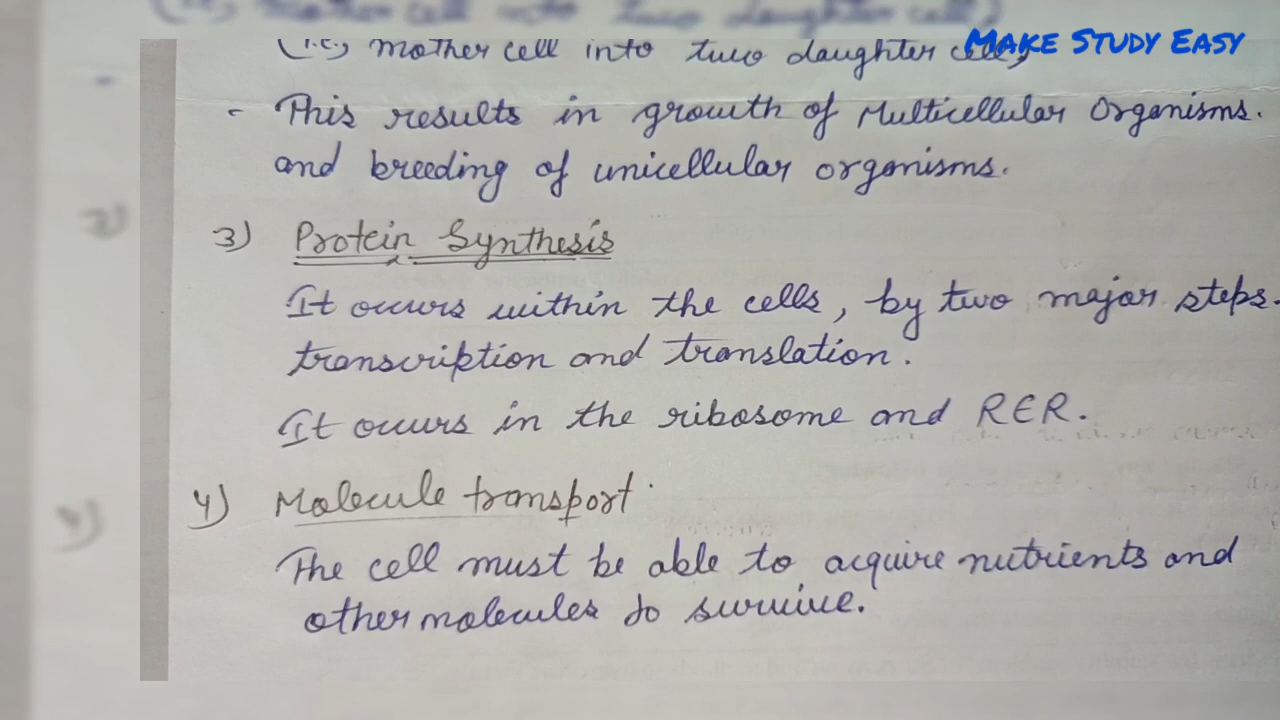 MAKE STUDY EASY
(i.e., mother cell into two daughter cell)
- This results in growth of Multicellular Organisms.
and breeding of unicellular organisms.
3) Protein Synthesis
It occurs within the cells, by two major steps.
transcription and translation.
It occurs in the ribosome and RER.
4) Molecule transport.
The cell must be able to acquire nutrients and
other molecules to survive.